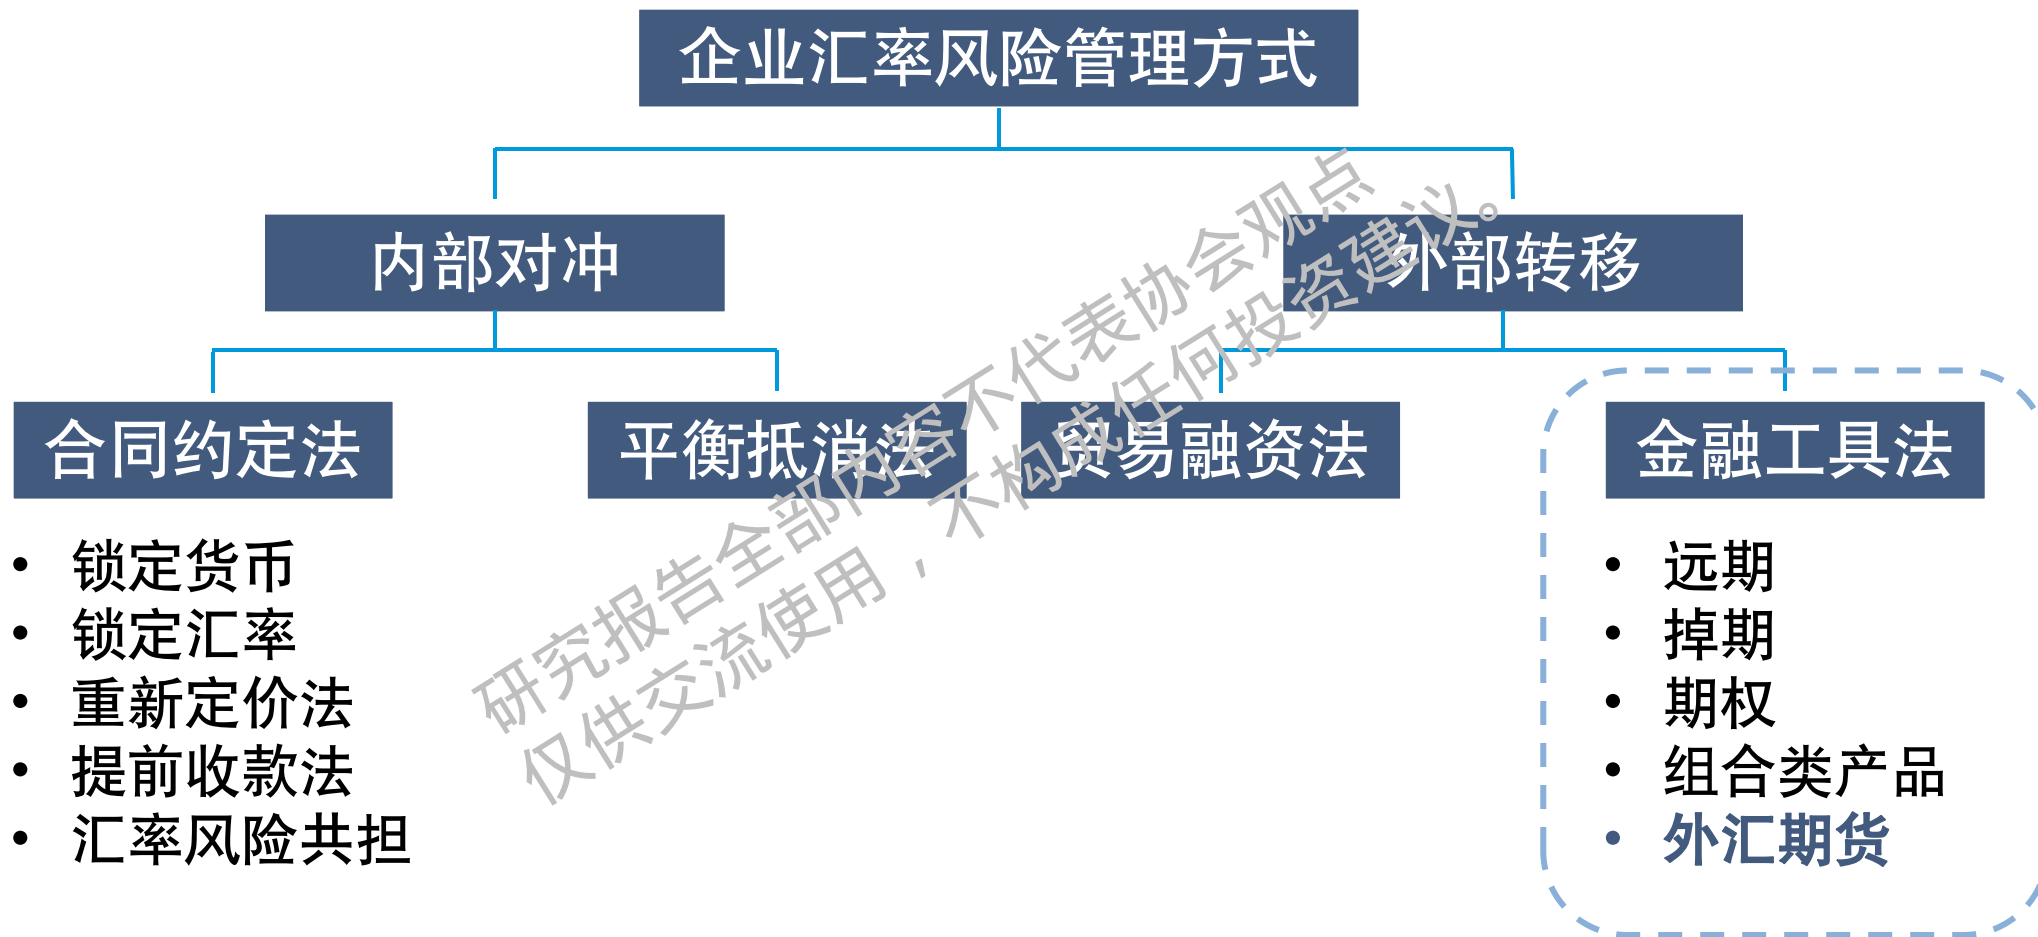 企业汇率风险管理方式
内部对冲
外部转移
合同约定法
平衡抵消法
贸易融资法
金融工具法
• 锁定货币
• 锁定汇率
• 重新定价法
• 提前收款法
• 汇率风险共担
• 远期
• 掉期
• 期权
• 组合类产品
• 外汇期货
研究报告全部内容不代表协会观点
仅供交流使用，不构成任何投资建议。